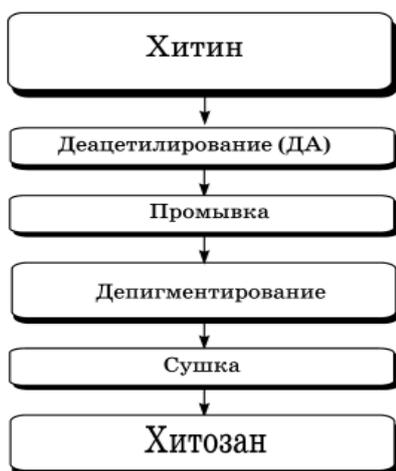 Хитин
Деацетилирование (ДА)
Промывка
Депигментирование
Сушка
Хитозан